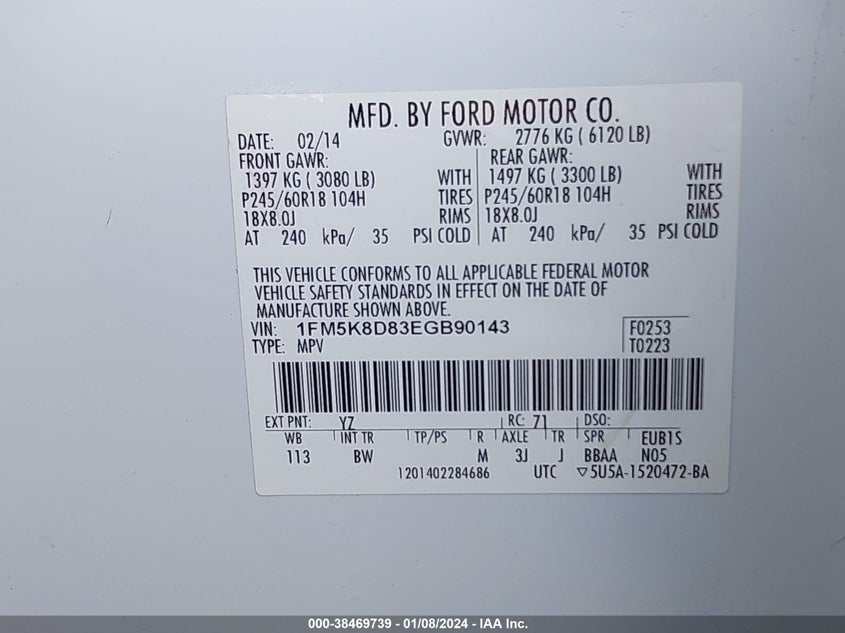 MFD. BY FORD MOTOR CO.
DATE: 02/14 GVWR: 2776 KG ( 6120 LB)
FRONT GAWR: REAR GAWR:
1397 KG ( 3080 LB) WITH 1497 KG ( 3300 LB) WITH
P245/60R18 104H TIRES P245/60R18 104H TIRES
18X8.0J RIMS 18X8.0J RIMS
AT 240 kPa/ 35 PSI COLD AT 240 kPa/ 35 PSI COLD
THIS VEHICLE CONFORMS TO ALL APPLICABLE FEDERAL MOTOR
VEHICLE SAFETY STANDARDS IN EFFECT ON THE DATE OF
MANUFACTURE SHOWN ABOVE.
VIN: 1FM5K8D83EGB90143 F0253
TYPE: MPV T0223
EXT PNT: YZ RC: 71 DSO:
WB INT TR TP/PS R AXLE TR SPR EUB1S
113 BW M 3J J BBAA N05
1201402284686 UTC ▽5U5A-1520472-BA
000-38469739 - 01/08/2024 - IAA Inc.